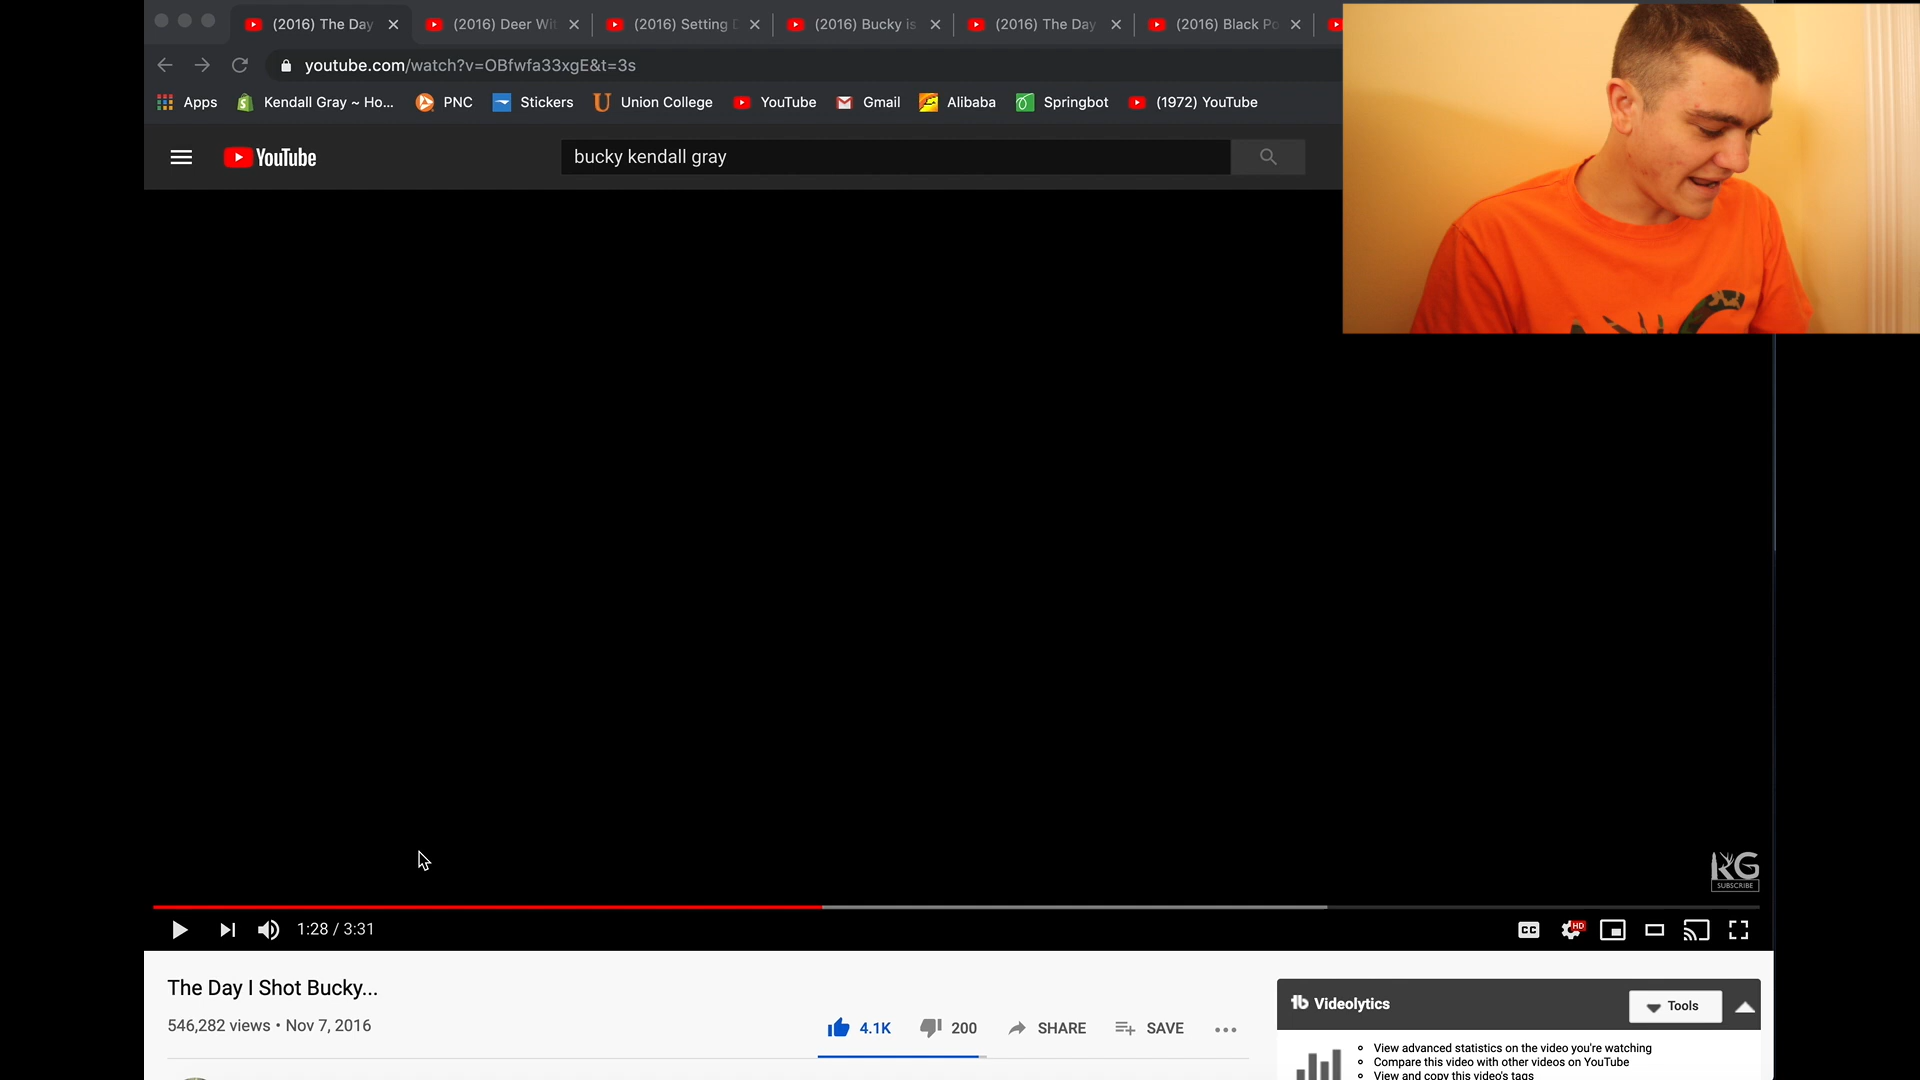 (2016) The Day
(2016) Deer Wit
(2016) Setting D
(2016) Bucky is
(2016) The Day
(2016) Black Po
youtube.com/watch?v=OBfwfa33xgE&t=3s
Apps
Kendall Gray ~ Ho...
PNC
Stickers
Union College
YouTube
Gmail
Alibaba
Springbot
(1972) YouTube
YouTube
bucky kendall gray
KG
SUBSCRIBE
1:28 / 3:31
CC
HD
The Day I Shot Bucky...
546,282 views • Nov 7, 2016
4.1K
200
SHARE
SAVE
tb Videolytics
Tools
View advanced statistics on the video you're watching
Compare this video with other videos on YouTube
View and copy this video's tags